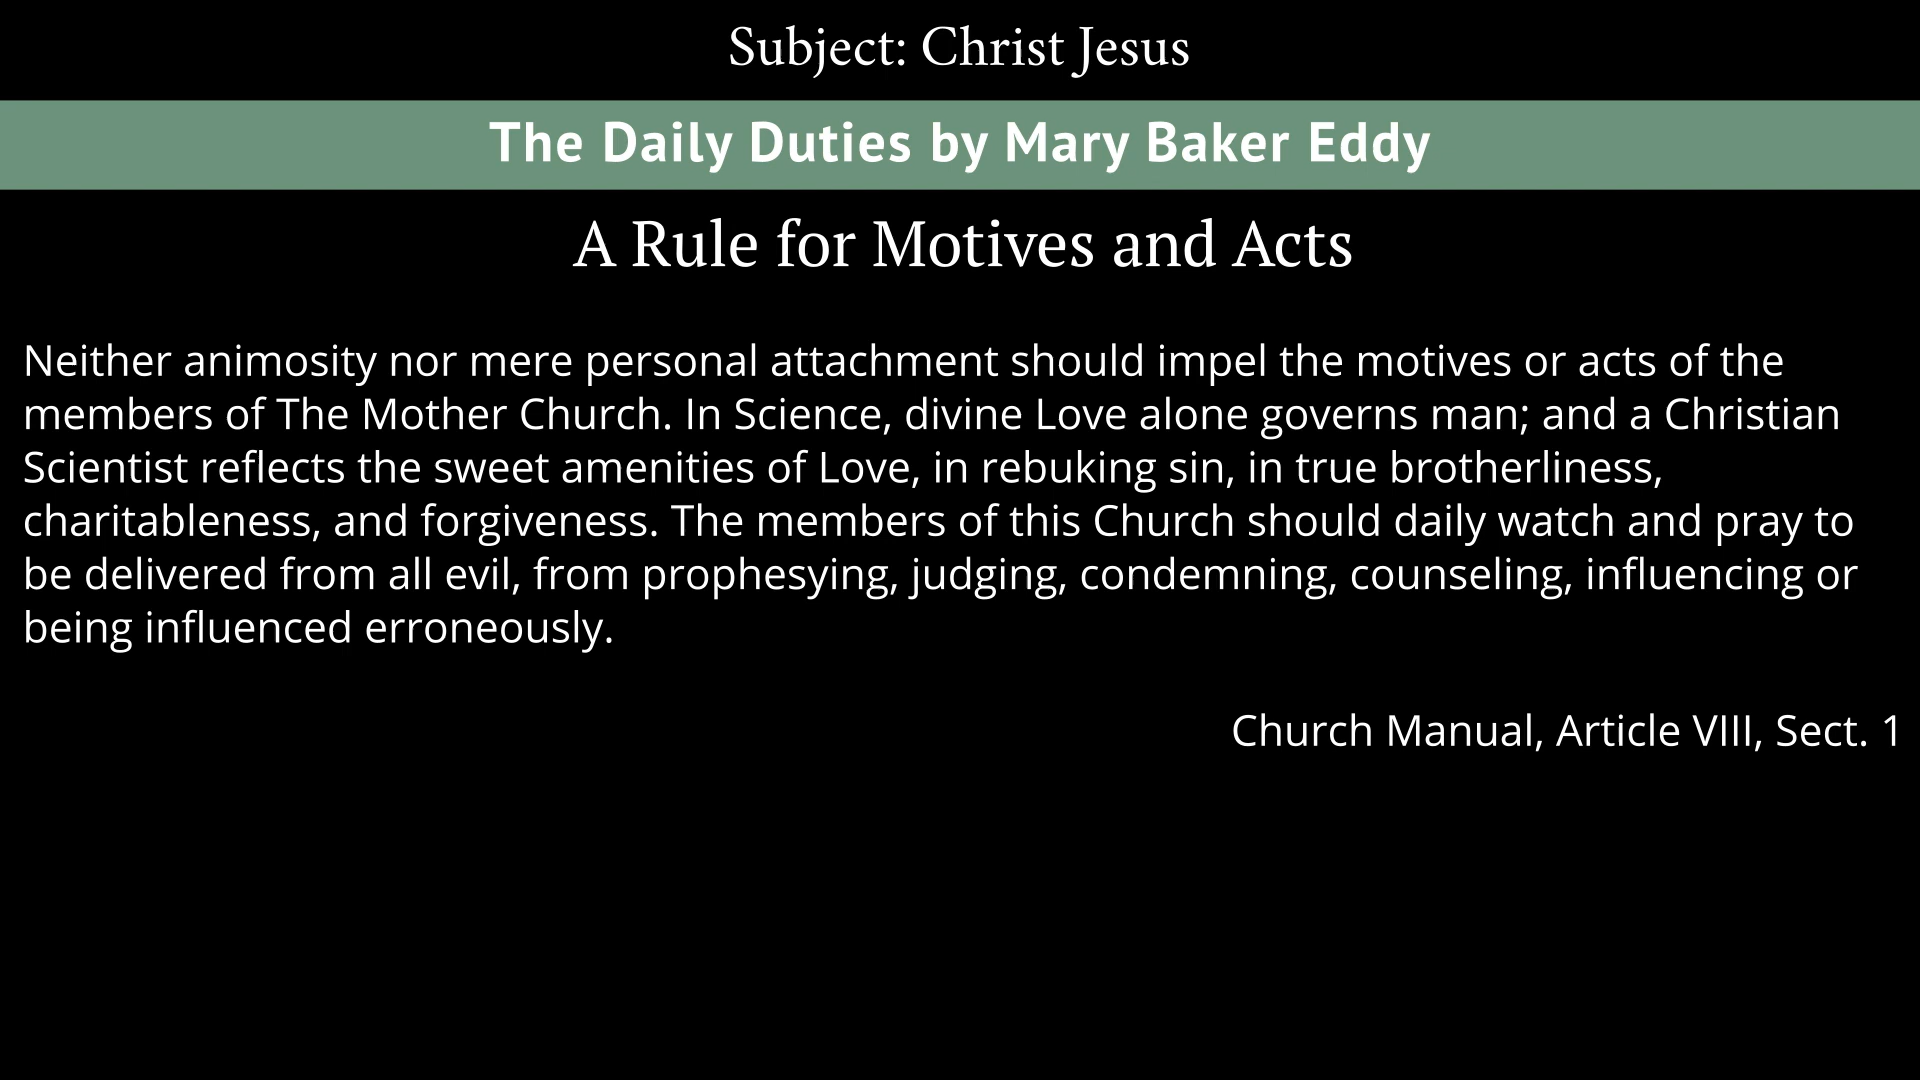 Subject: Christ Jesus
The Daily Duties by Mary Baker Eddy
A Rule for Motives and Acts
Neither animosity nor mere personal attachment should impel the motives or acts of the
members of The Mother Church. In Science, divine Love alone governs man; and a Christian
Scientist reflects the sweet amenities of Love, in rebuking sin, in true brotherliness,
charitableness, and forgiveness. The members of this Church should daily watch and pray to
be delivered from all evil, from prophesying, judging, condemning, counseling, influencing or
being influenced erroneously.
Church Manual, Article VIII, Sect. 1